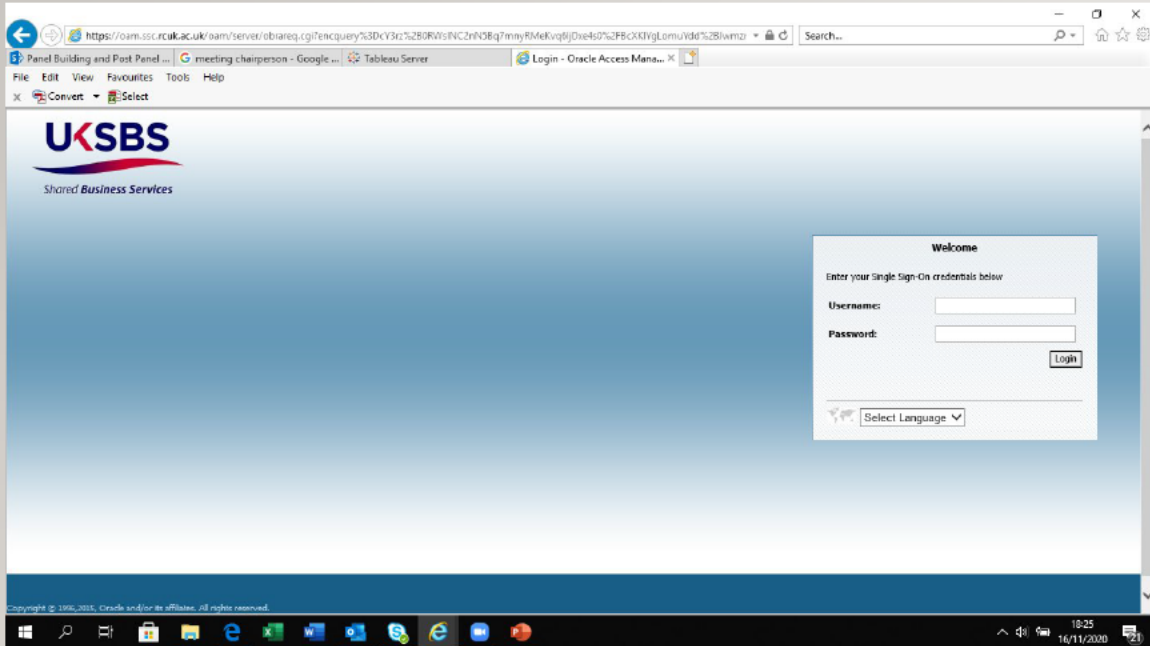 https://oam.ssc.rcuk.ac.uk/oam/server/obrareq.cgi?encquery%3DcY3rz%2B0RWsINC2nN5Bq7mnyRMeKvq6IjDxe4s0%2FBcXKIYgLomuYdd%2BJwmzi
Search...
Panel Building and Post Panel ...
meeting chairperson - Google ...
Tableau Server
Login - Oracle Access Mana...
File Edit View Favourites Tools Help
Convert Select
UKSBS
Shared Business Services
Welcome
Enter your Single Sign-On credentials below
Username:
Password:
Login
Select Language
Copyright © 1996,2015, Oracle and/or its affiliates. All rights reserved.
18:25
16/11/2020
21